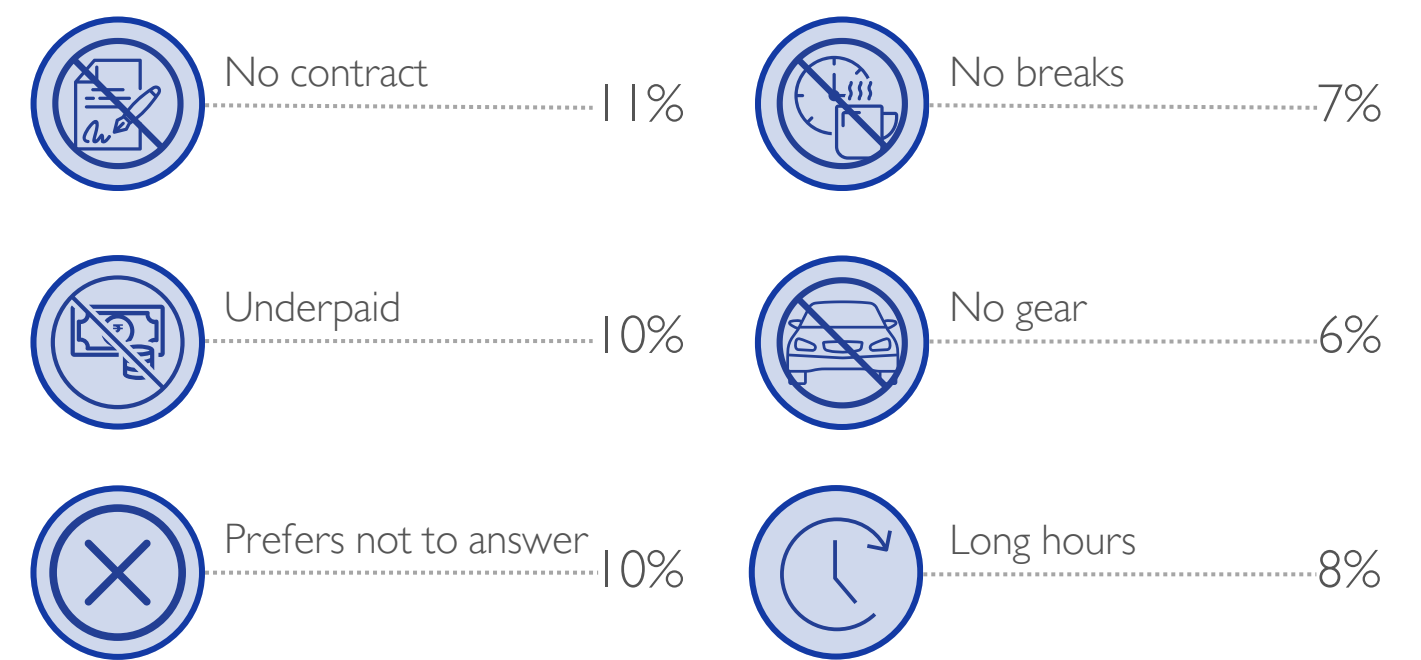 No contract
11%
Underpaid
10%
Prefers not to answer
10%
No breaks
7%
No gear
6%
Long hours
8%